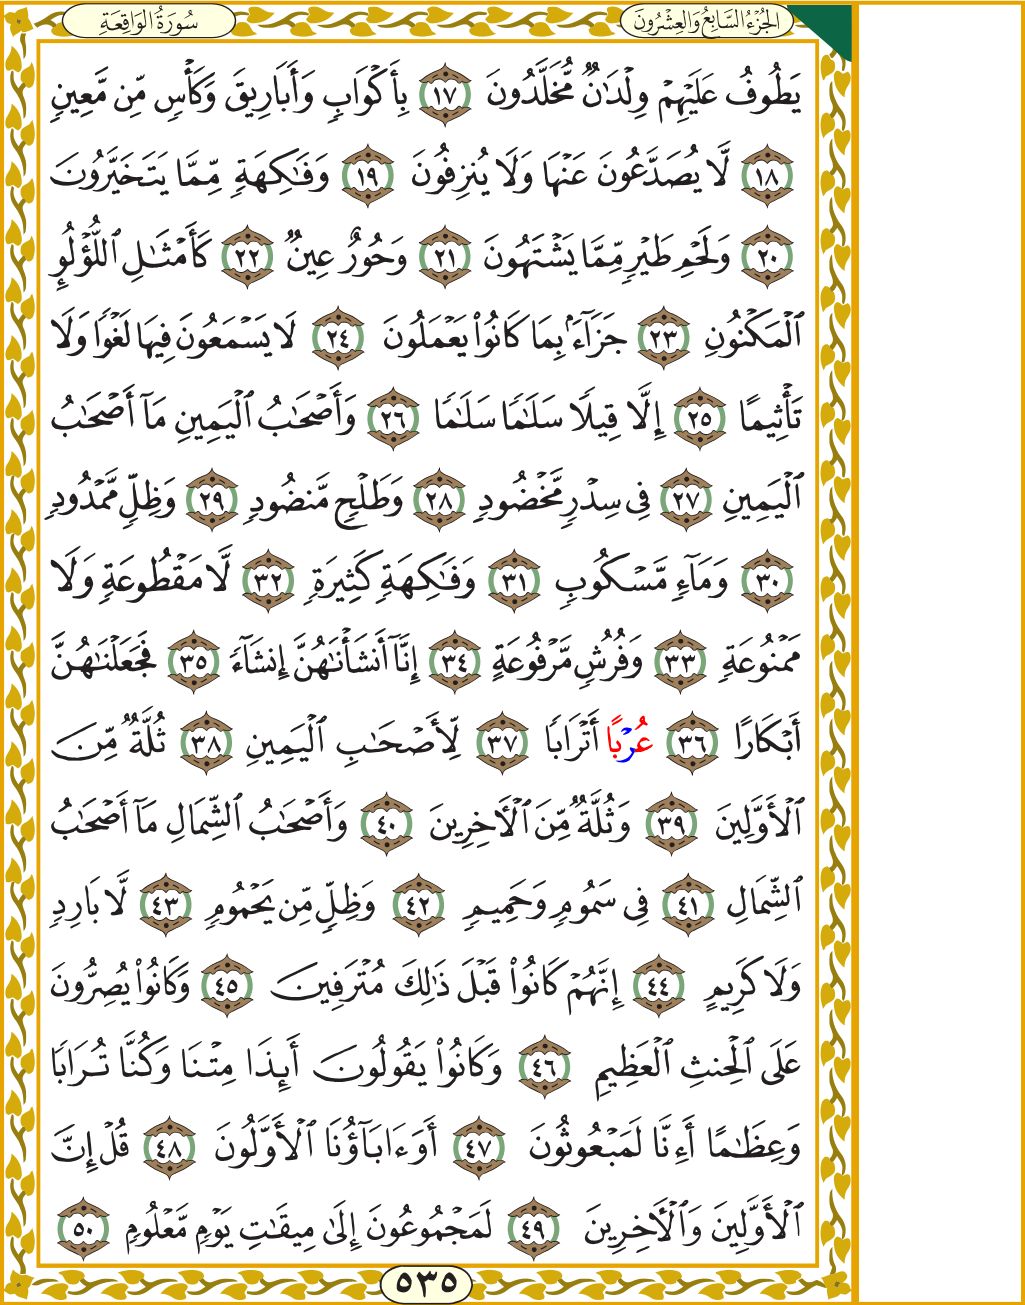 الجُزْءُ السَّابِعُ وَالعِشْرُونَ
سُورَةُ الوَاقِعَةِ
يَطُوفُ عَلَيْهِمْ وِلْدَٰنٌ مُّخَلَّدُونَ ١٧ بِأَكْوَابٍ وَأَبَارِيقَ وَكَأْسٍ مِّن مَّعِينٍ
١٨ لَّا يُصَدَّعُونَ عَنْهَا وَلَا يُنزِفُونَ ١٩ وَفَٰكِهَةٍ مِّمَّا يَتَخَيَّرُونَ
٢٠ وَلَحْمِ طَيْرٍ مِّمَّا يَشْتَهُونَ ٢١ وَحُورٌ عِينٌ ٢٢ كَأَمْثَٰلِ ٱللُّؤْلُوِٕ
ٱلْمَكْنُونِ ٢٣ جَزَآءًۢ بِمَا كَانُوا۟ يَعْمَلُونَ ٢٤ لَا يَسْمَعُونَ فِيهَا لَغْوًا وَلَا
تَأْثِيمًا ٢٥ إِلَّا قِيلًا سَلَٰمًا سَلَٰمًا ٢٦ وَأَصْحَٰبُ ٱلْيَمِينِ مَآ أَصْحَٰبُ
ٱلْيَمِينِ ٢٧ فِى سِدْرٍ مَّخْضُودٍ ٢٨ وَطَلْحٍ مَّنضُودٍ ٢٩ وَظِلٍّ مَّمْدُودٍ
٣٠ وَمَآءٍ مَّسْكُوبٍ ٣١ وَفَٰكِهَةٍ كَثِيرَةٍ ٣٢ لَّا مَقْطُوعَةٍ وَلَا
مَمْنُوعَةٍ ٣٣ وَفُرُشٍ مَّرْفُوعَةٍ ٣٤ إِنَّآ أَنشَأْنَٰهُنَّ إِنشَآءً ٣٥ فَجَعَلْنَٰهُنَّ
أَبْكَارًا ٣٦ عُرْبًا أَتْرَابًا ٣٧ لِّأَصْحَٰبِ ٱلْيَمِينِ ٣٨ ثُلَّةٌ مِّنَ
ٱلْأَوَّلِينَ ٣٩ وَثُلَّةٌ مِّنَ ٱلْآخِرِينَ ٤٠ وَأَصْحَٰبُ ٱلشِّمَالِ مَآ أَصْحَٰبُ
ٱلشِّمَالِ ٤١ فِى سَمُومٍ وَحَمِيمٍ ٤٢ وَظِلٍّ مِّن يَحْمُومٍ ٤٣ لَّا بَارِدٍ
وَلَا كَرِيمٍ ٤٤ إِنَّهُمْ كَانُوا۟ قَبْلَ ذَٰلِكَ مُتْرَفِينَ ٤٥ وَكَانُوا۟ يُصِرُّونَ
عَلَى ٱلْحِنثِ ٱلْعَظِيمِ ٤٦ وَكَانُوا۟ يَقُولُونَ أَئِذَا مِتْنَا وَكُنَّا تُرَابًا
وَعِظَٰمًا أَءِنَّا لَمَبْعُوثُونَ ٤٧ أَوَءَابَآؤُنَا ٱلْأَوَّلُونَ ٤٨ قُلْ إِنَّ
ٱلْأَوَّلِينَ وَٱلْآخِرِينَ ٤٩ لَمَجْمُوعُونَ إِلَىٰ مِيقَٰتِ يَوْمٍ مَّعْلُومٍ ٥٠
٥٣٥